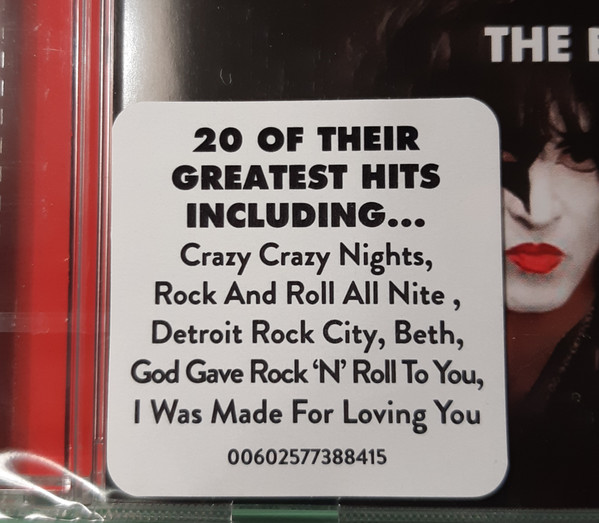 THE
20 OF THEIR
GREATEST HITS
INCLUDING...
Crazy Crazy Nights,
Rock And Roll All Nite ,
Detroit Rock City, Beth,
God Gave Rock ‘N’ Roll To You,
I Was Made For Loving You
00602577388415